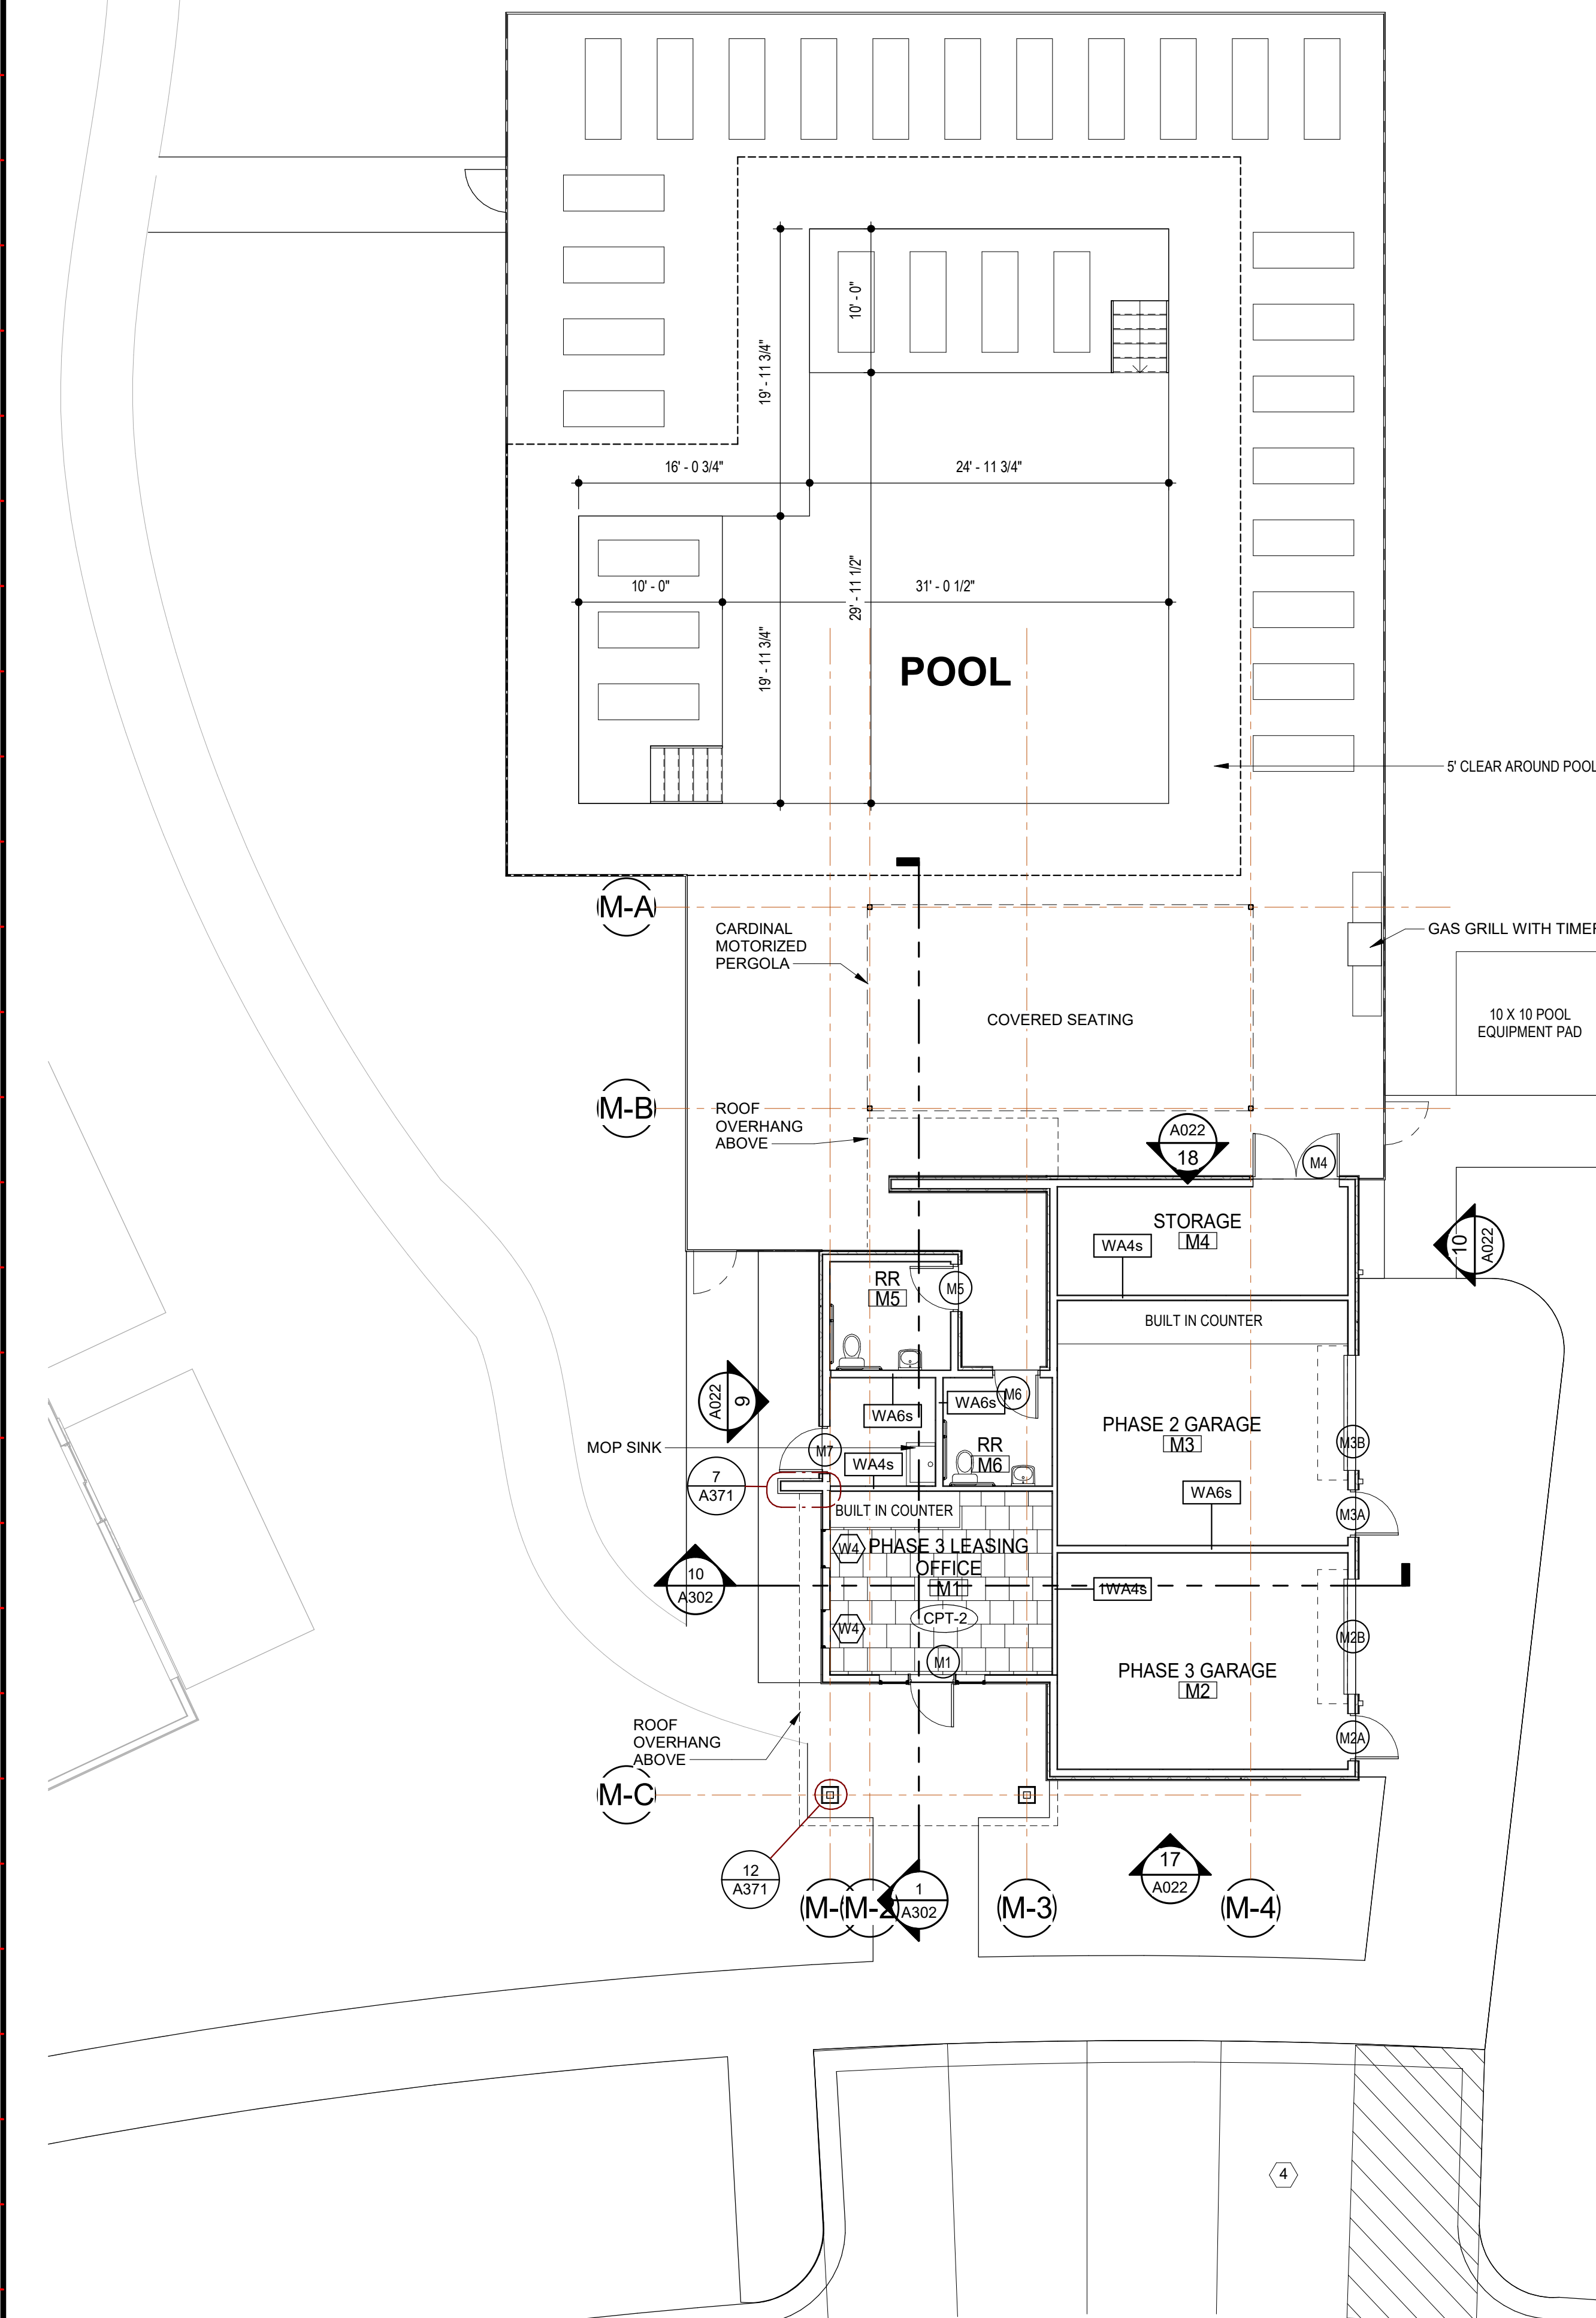 10' - 0"
19' - 11 3/4"
16' - 0 3/4"
24' - 11 3/4"
10' - 0"
29' - 11 1/2"
31' - 0 1/2"
19' - 11 3/4"
POOL
5' CLEAR AROUND POOL
M-A
CARDINAL
MOTORIZED
PERGOLA
GAS GRILL WITH
COVERED SEATING
10 X 10 POOL
EQUIPMENT PAD
M-B
ROOF
OVERHANG
ABOVE
A022
18
M4
STORAGE
M4
WA4s
10
A022
RR
M5
M5
BUILT IN COUNTER
A022
9
WA6s
WA6s
M6
PHASE 2 GARAGE
M3
M3B
MOP SINK
M7
RR
M6
WA4s
7
A371
WA6s
BUILT IN COUNTER
M3A
W4
PHASE 3 LEASING
OFFICE
M1
10
A302
1WA4s
CPT-2
W4
M2B
M1
PHASE 3 GARAGE
M2
ROOF
OVERHANG
ABOVE
M2A
M-C
12
A371
M-
M-2
1
A302
M-3
17
A022
M-4
4